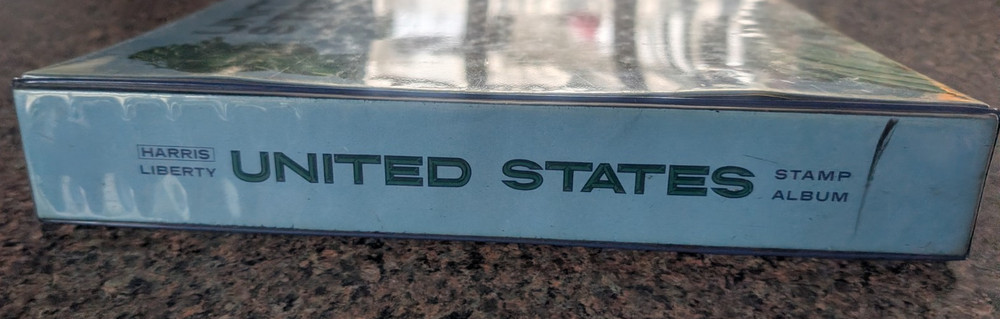 HARRIS
LIBERTY
UNITED STATES
STAMP
ALBUM